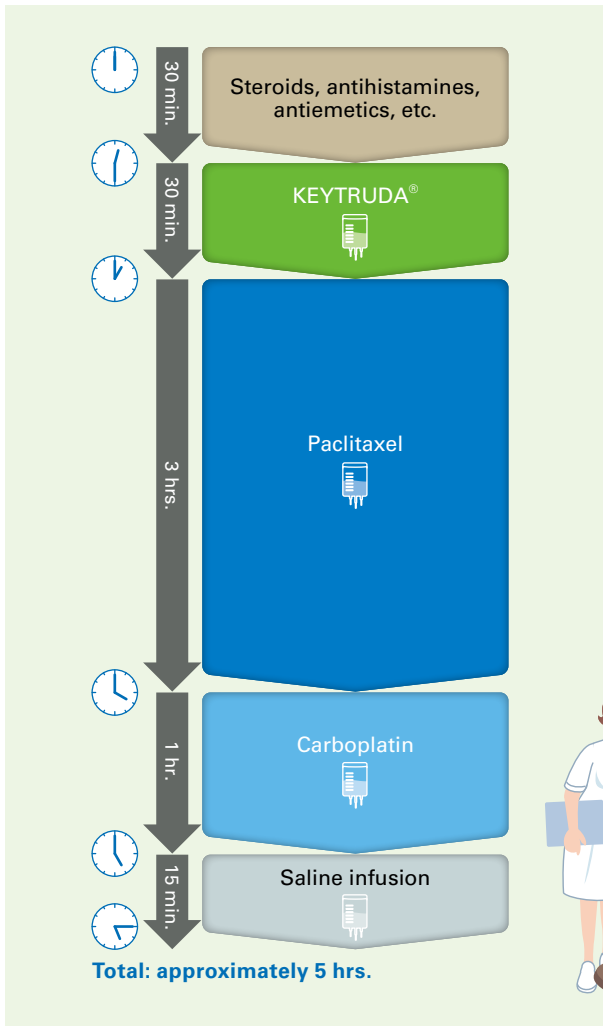 30 min.
Steroids, antihistamines,
antiemetics, etc.
30 min.
KEYTRUDA®
3 hrs.
Paclitaxel
1 hr.
Carboplatin
15 min.
Saline infusion
Total: approximately 5 hrs.